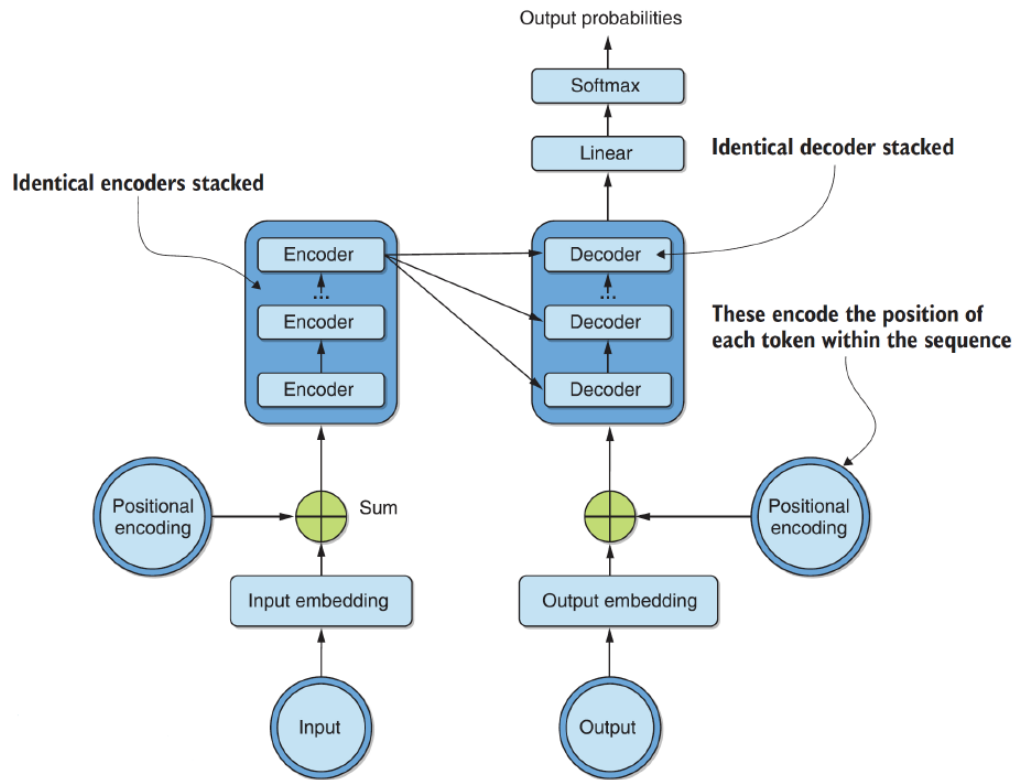 Output probabilities
Softmax
Linear
Identical decoder stacked
Identical encoders stacked
Encoder
...
Encoder
Encoder
Decoder
...
Decoder
Decoder
These encode the position of
each token within the sequence
Positional
encoding
Sum
Positional
encoding
Input embedding
Output embedding
Input
Output